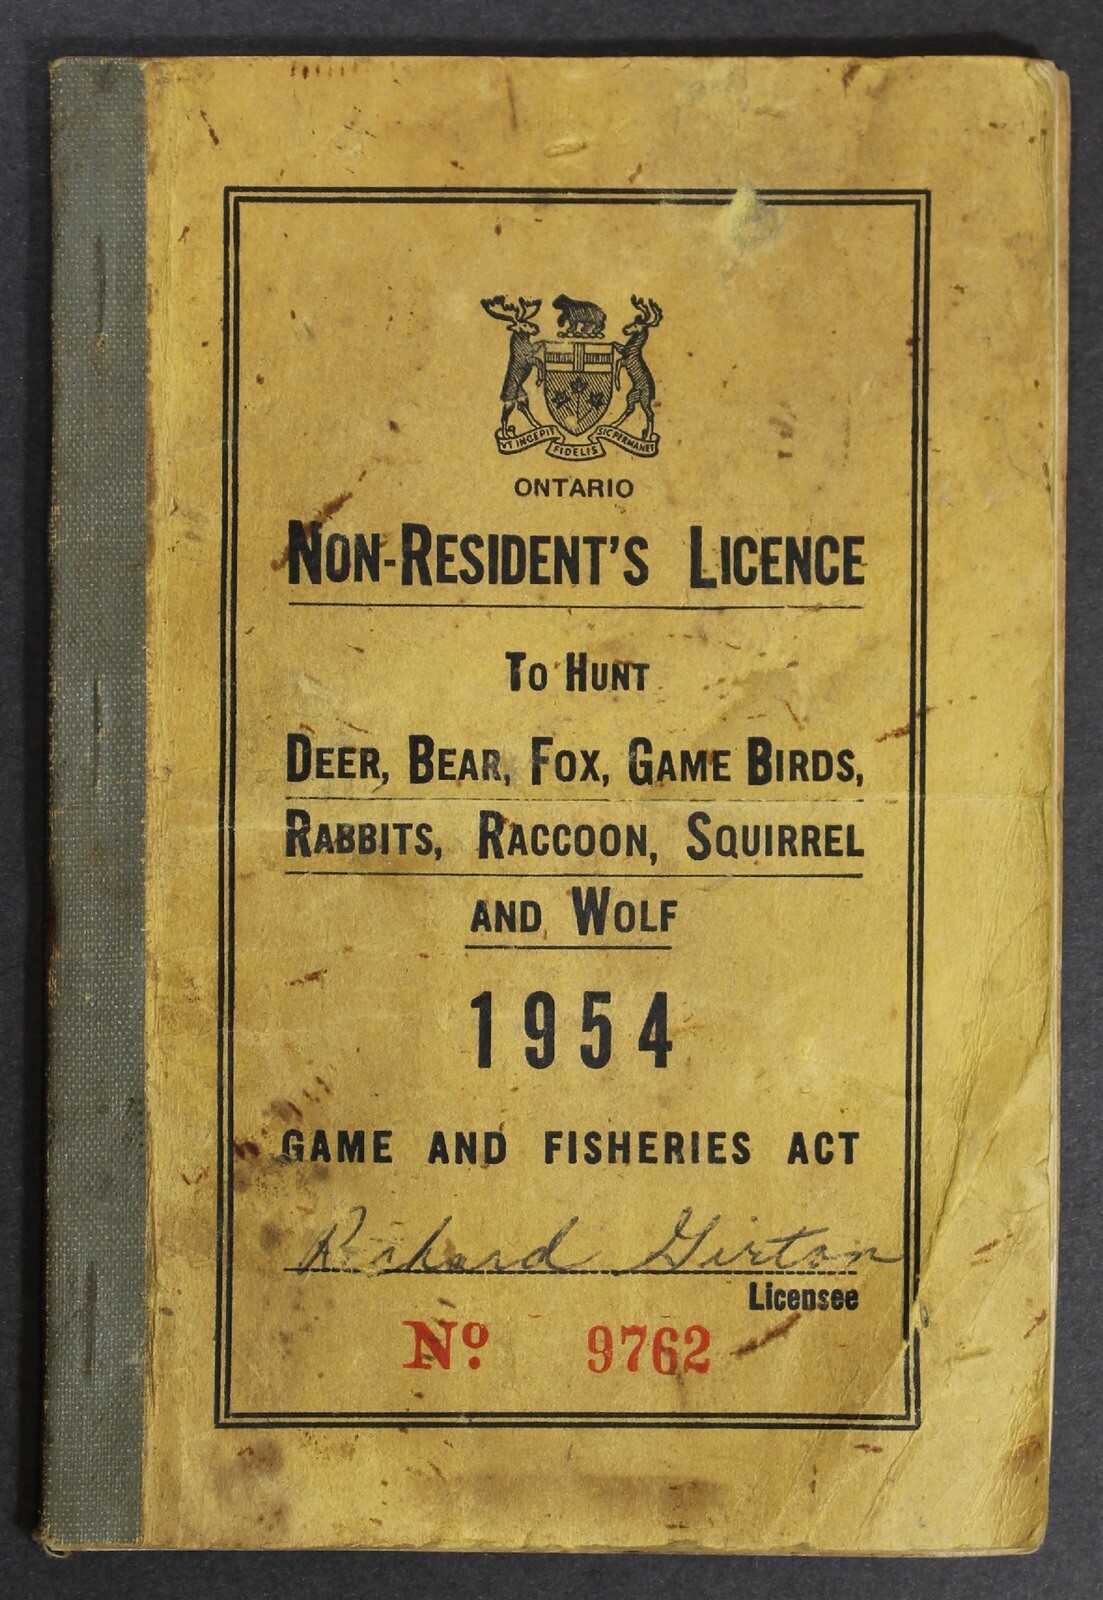 VT INCEPIT FIDELIS SIC PERMANET
ONTARIO
NON-RESIDENT'S LICENCE
TO HUNT
DEER, BEAR, FOX, GAME BIRDS,
RABBITS, RACCOON, SQUIRREL
AND WOLF
1954
GAME AND FISHERIES ACT
Richard Girton
Licensee
Nº 9762